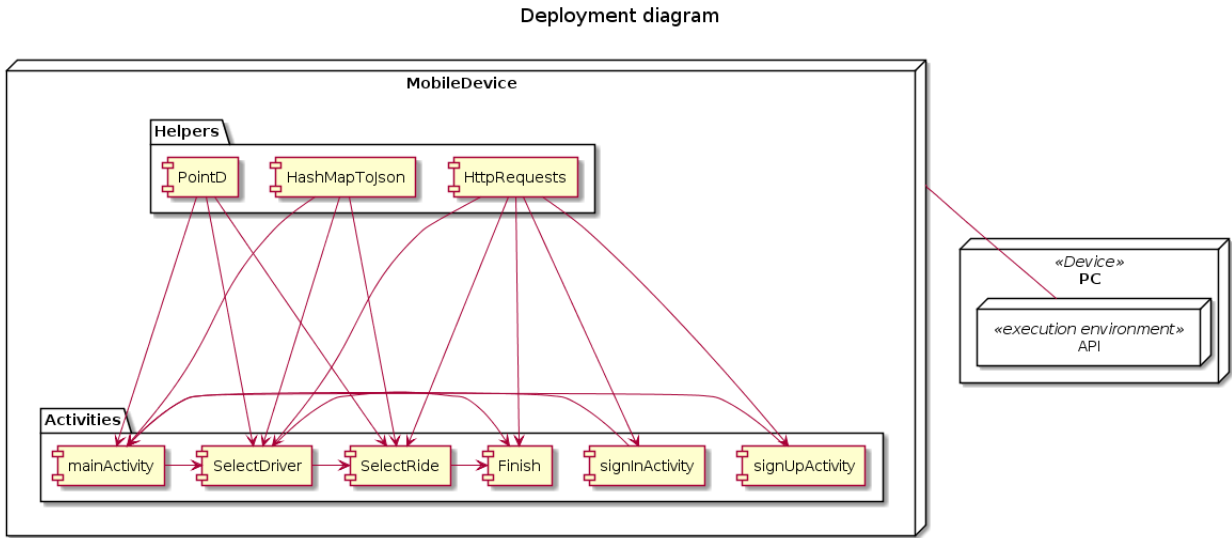 Deployment diagram
MobileDevice
Helpers
PointD
HashMapToJson
HttpRequests
«Device»
PC
«execution environment»
API
Activities
mainActivity
SelectDriver
SelectRide
Finish
signInActivity
signUpActivity